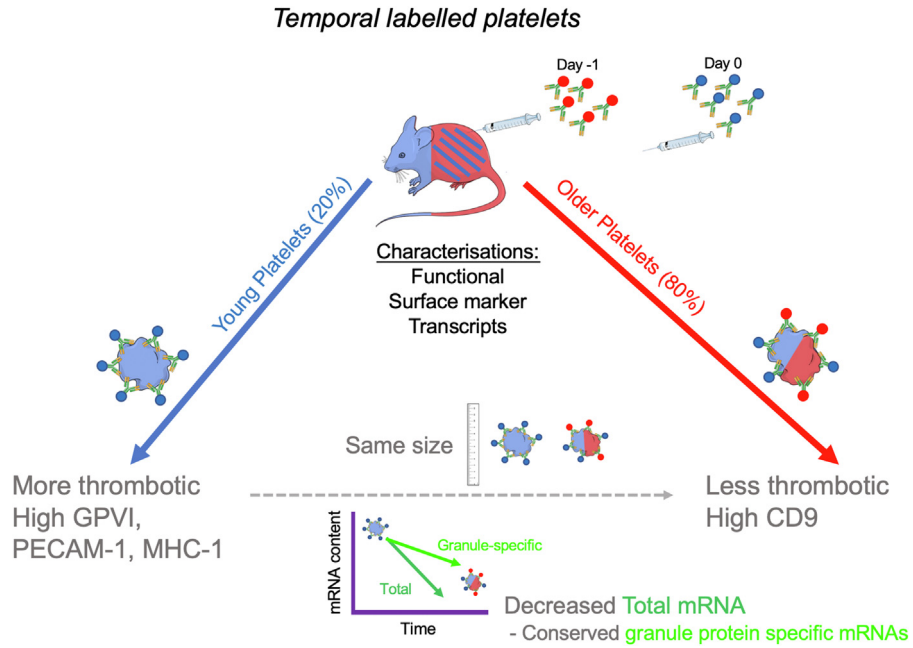 Temporal labelled platelets
Day -1
Day 0
Young Platelets (20%)
Older Platelets (80%)
Characterisations:
Functional
Surface marker
Transcripts
Same size
More thrombotic
High GPVI,
PECAM-1, MHC-1
Less thrombotic
High CD9
mRNA content
Granule-specific
Total
Time
Decreased Total mRNA
- Conserved granule protein specific mRNAs